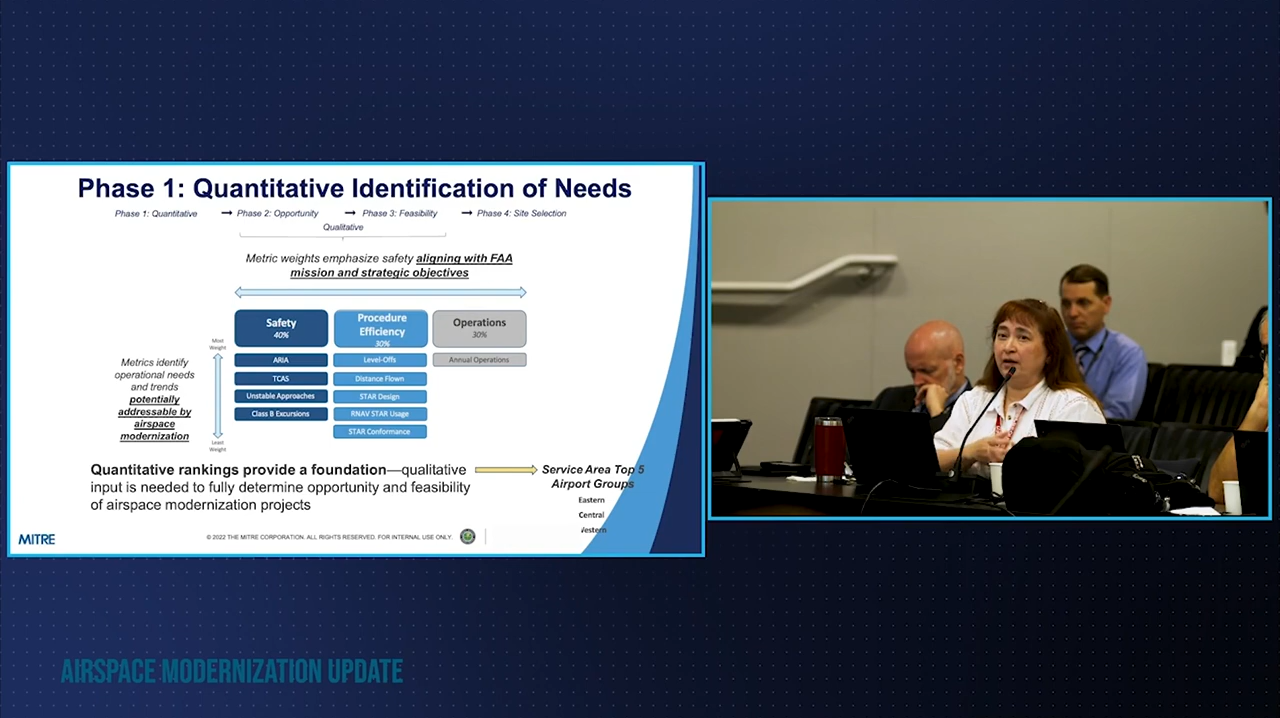 Phase 1: Quantitative Identification of Needs
Phase 1: Quantitative → Phase 2: Opportunity → Phase 3: Feasibility → Phase 4: Site Selection
Qualitative
Metric weights emphasize safety aligning with FAA
mission and strategic objectives
Safety
40%
Procedure
Efficiency
30%
Operations
30%
Most
Weight
Least
Weight
Metrics identify
operational needs
and trends
potentially
addressable by
airspace
modernization
ARIA
TCAS
Unstable Approaches
Class B Excursions
Level-Offs
Distance Flown
STAR Design
RNAV STAR Usage
STAR Conformance
Annual Operations
Quantitative rankings provide a foundation—qualitative
input is needed to fully determine opportunity and feasibility
of airspace modernization projects
Service Area Top 5
Airport Groups
Eastern
Central
Western
MITRE
© 2022 THE MITRE CORPORATION. ALL RIGHTS RESERVED. FOR INTERNAL USE ONLY.
AIRSPACE MODERNIZATION UPDATE